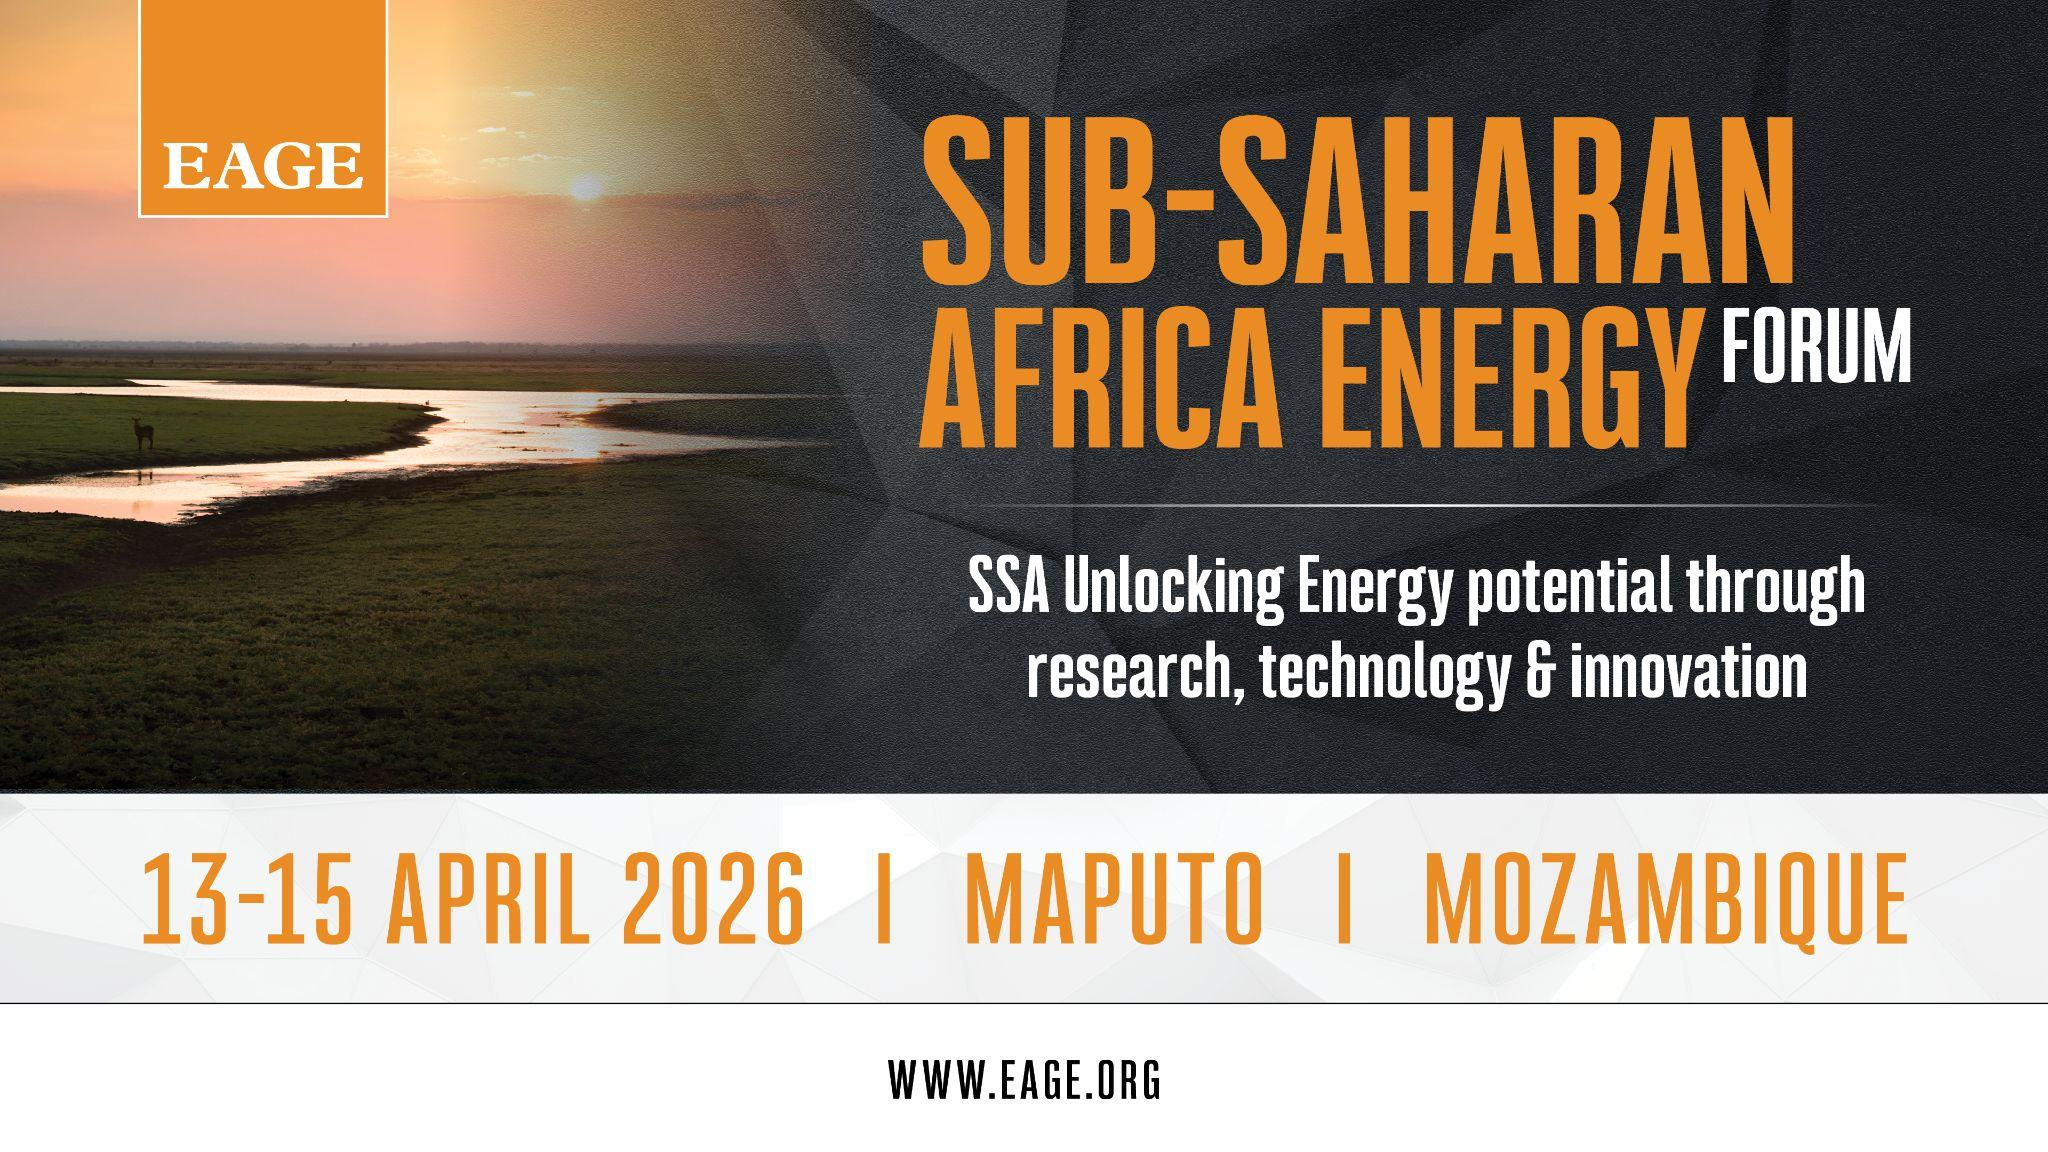 EAGE
SUB-SAHARAN
AFRICA ENERGY FORUM
SSA Unlocking Energy potential through
research, technology & innovation
13-15 APRIL 2026 | MAPUTO | MOZAMBIQUE
WWW.EAGE.ORG